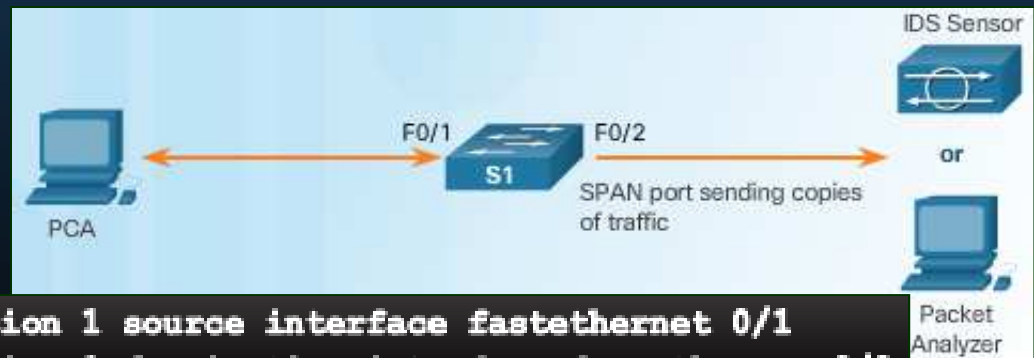 IDS Sensor
F0/1
F0/2
or
S1
SPAN port sending copies
of traffic
PCA
Packet
Analyzer
ion 1 source interface fastethernet 0/1